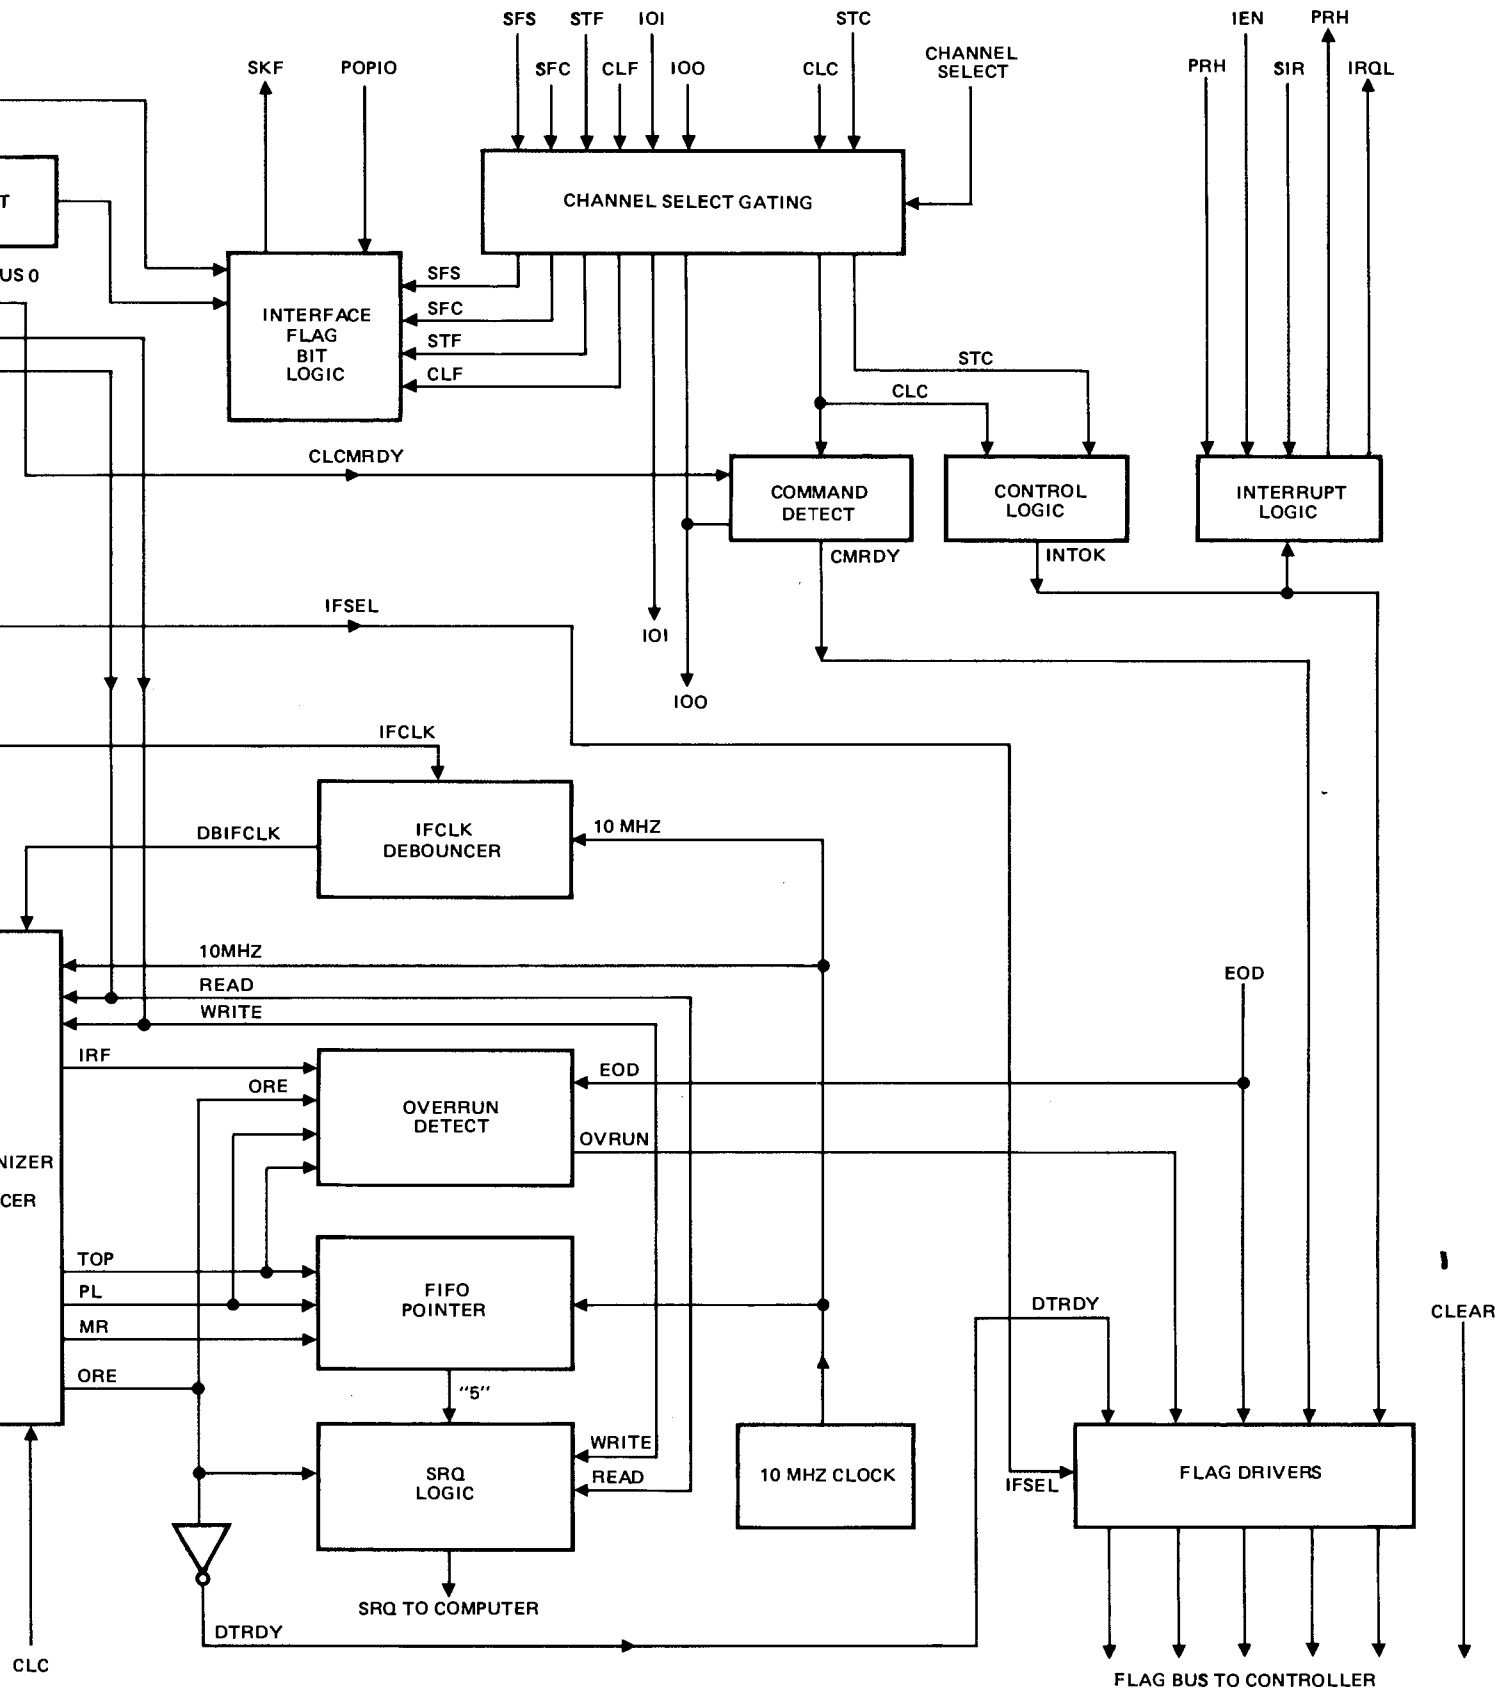 SFS STF IOI STC IEN PRH
SKF POPIO SFC CLF IOO CLC CHANNEL SELECT PRH SIR IRQL
T
CHANNEL SELECT GATING
US 0
INTERFACE
FLAG
BIT
LOGIC
SFS
SFC
STF
CLF
STC
CLC
CLCMRDY
COMMAND
DETECT
CONTROL
LOGIC
INTERRUPT
LOGIC
CMRDY
INTOK
IFSEL
IOI
IOO
IFCLK
DBIFCLK
IFCLK
DEBOUNCER
10 MHZ
10MHZ
READ
WRITE
EOD
IRF
ORE
OVERRUN
DETECT
EOD
OVRUN
NIZER
CER
TOP
PL
MR
ORE
FIFO
POINTER
DTRDY
CLEAR
"5"
SRQ
LOGIC
WRITE
READ
10 MHZ CLOCK
IFSEL
FLAG DRIVERS
SRQ TO COMPUTER
DTRDY
CLC
FLAG BUS TO CONTROLLER